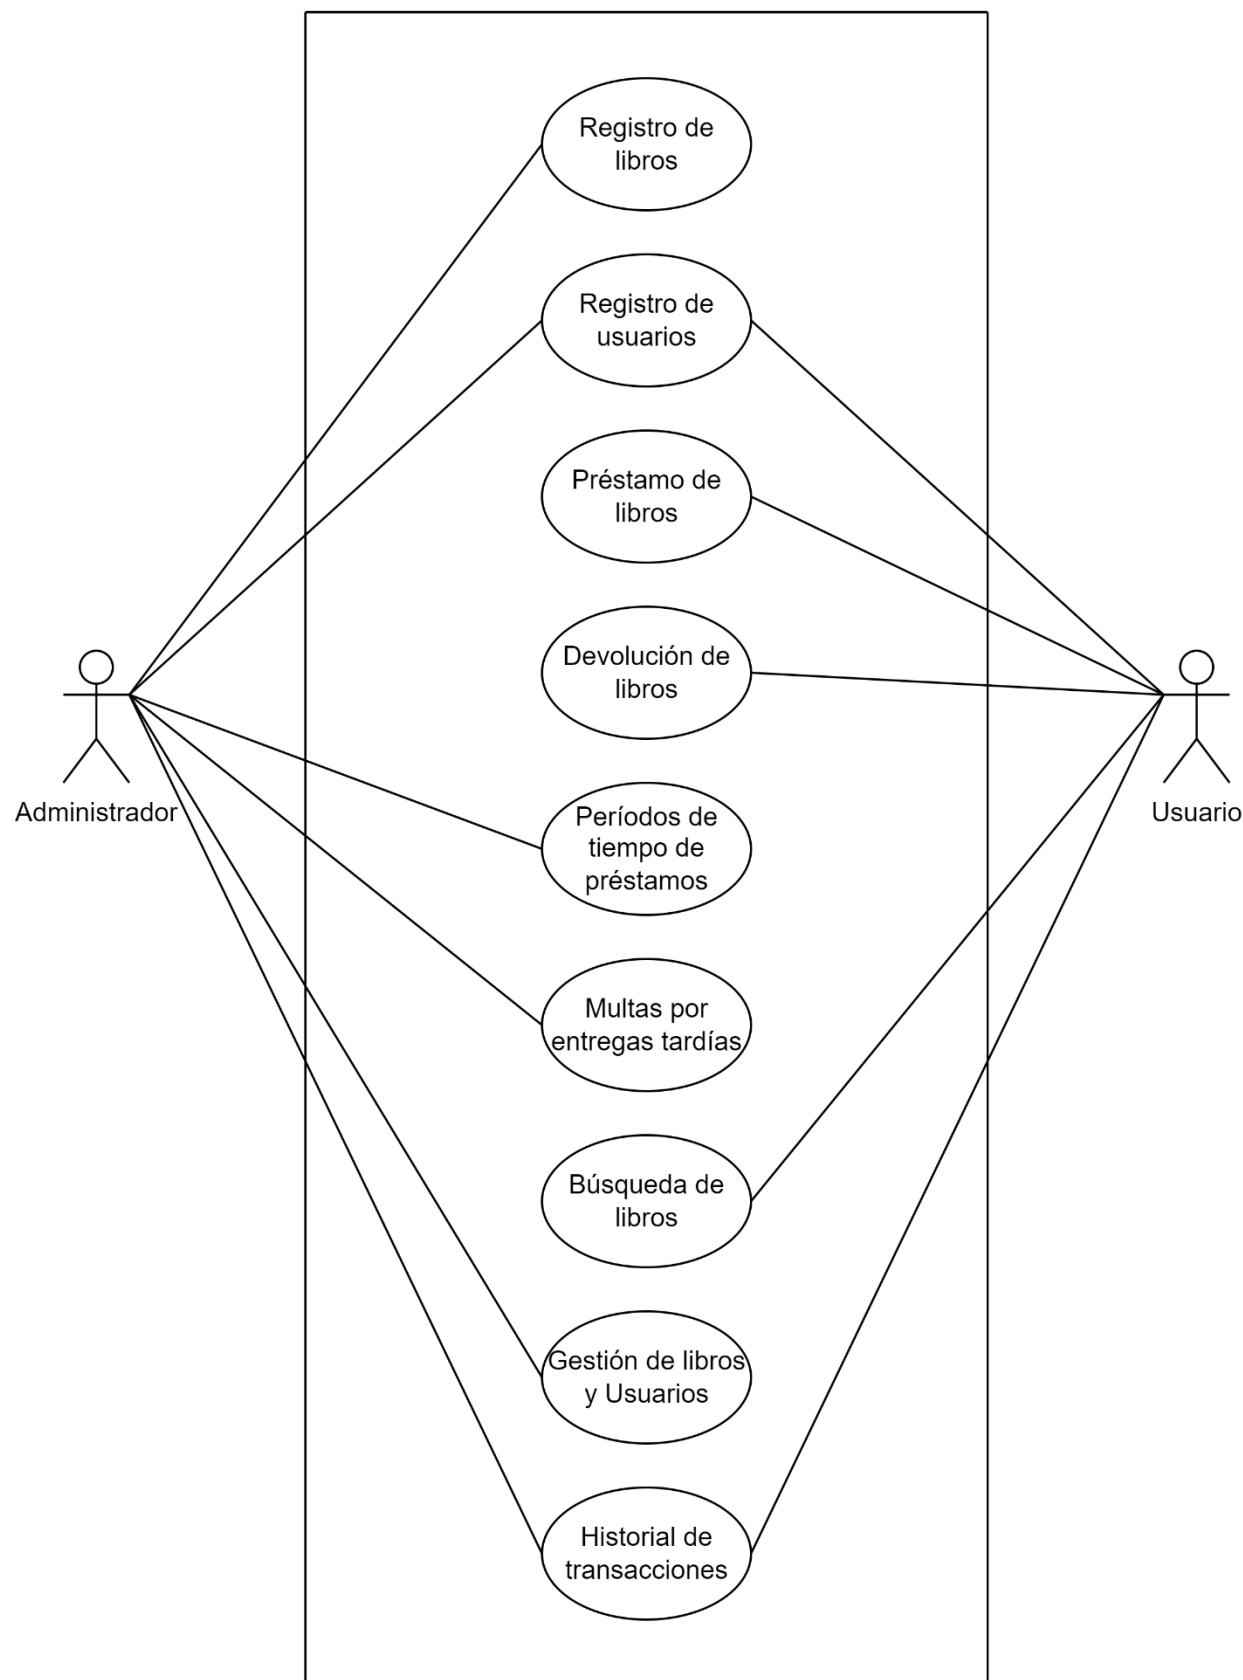 Registro de
libros
Registro de
usuarios
Préstamo de
libros
Devolución de
libros
Administrador
Usuario
Períodos de
tiempo de
préstamos
Multas por
entregas tardías
Búsqueda de
libros
Gestión de libros
y Usuarios
Historial de
transacciones